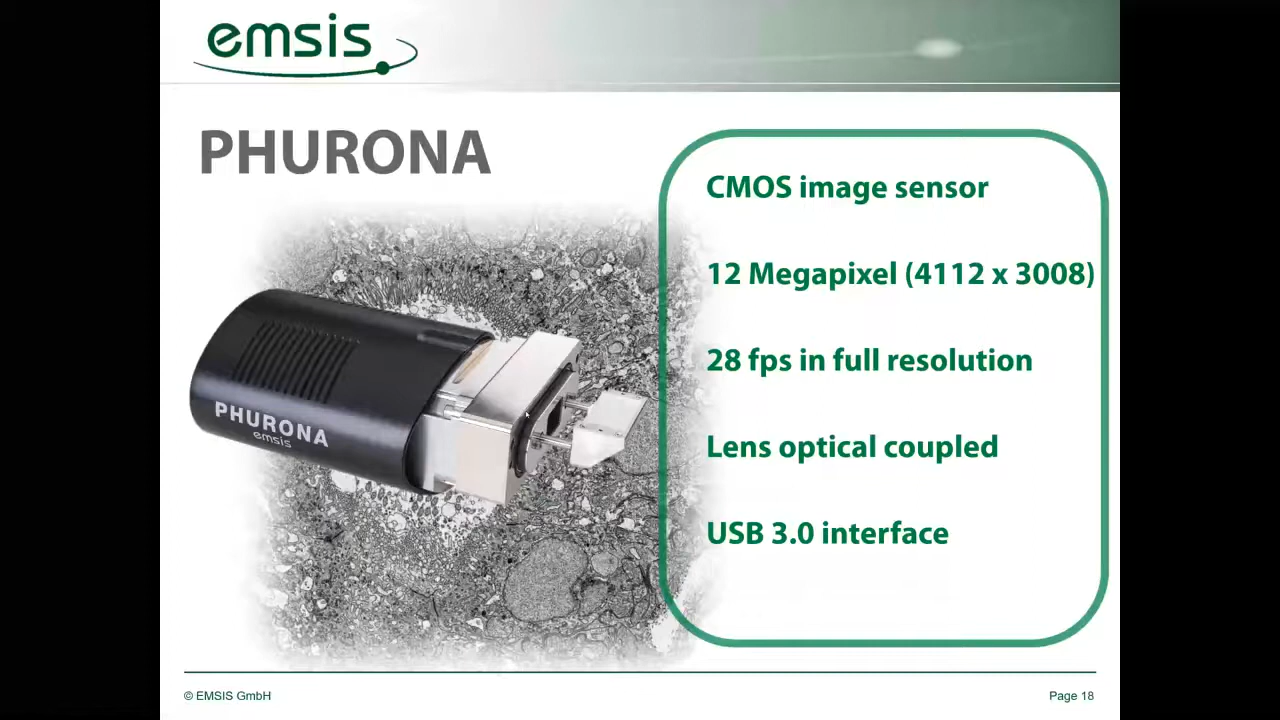 emsis
PHURONA
CMOS image sensor
12 Megapixel (4112 x 3008)
28 fps in full resolution
Lens optical coupled
USB 3.0 interface
PHURONA
emsis
© EMSIS GmbH
Page 18